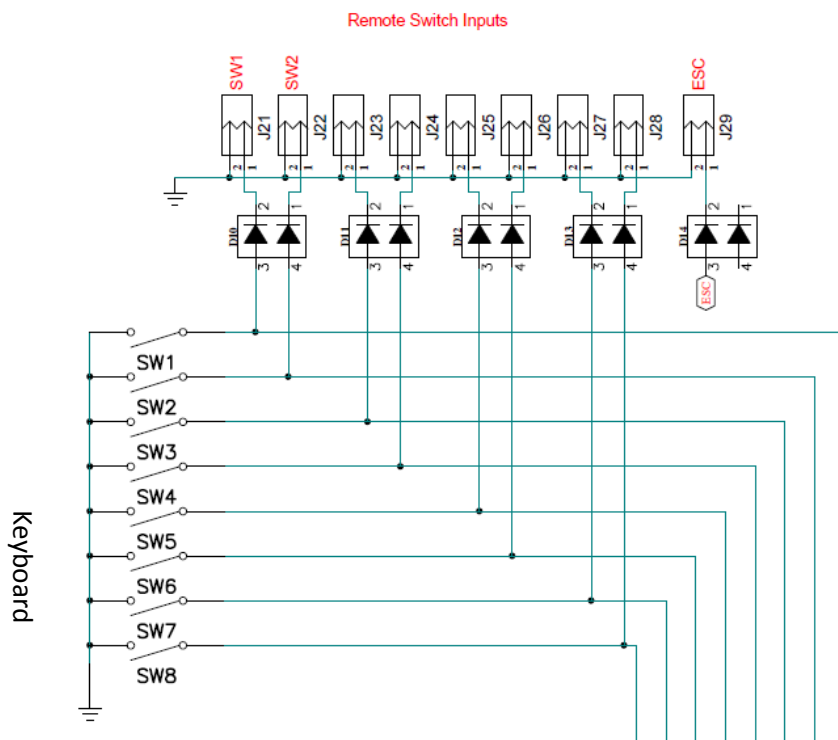 Remote Switch Inputs
SW1 SW2 ESC
J21 J22 J23 J24 J25 J26 J27 J28 J29
2 1 2 1 2 1 2 1 2 1 2 1 2 1 2 1 2 1
2 1 2 1 2 1 2 1 2 1
D10 D11 D12 D13 D14
3 4 3 4 3 4 3 4 3 4
ESC
SW1
SW2
SW3
SW4
SW5
SW6
SW7
SW8
Keyboard